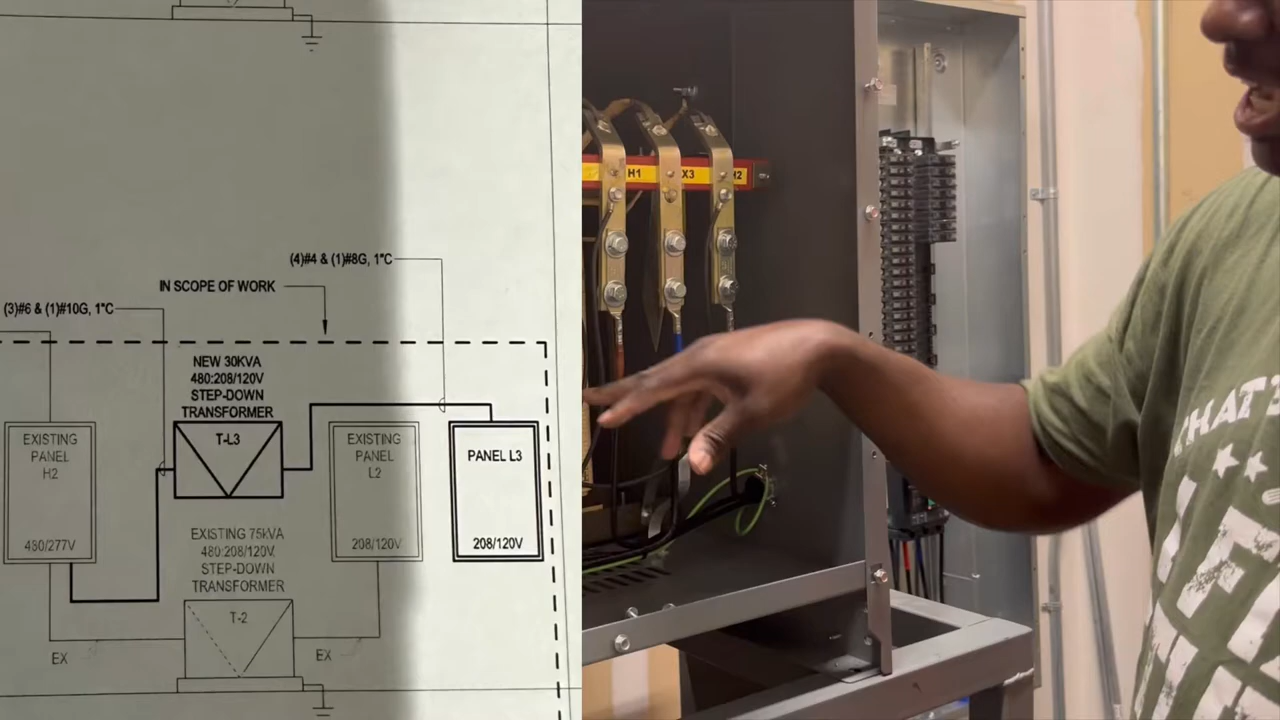 (4)#4 & (1)#8G, 1"C
IN SCOPE OF WORK
(3)#6 & (1)#10G, 1"C
NEW 30KVA
480:208/120V
STEP-DOWN
TRANSFORMER
T-L3
EXISTING
PANEL
H2
480/277V
EXISTING
PANEL
L2
208/120V
PANEL L3
208/120V
EXISTING 75kVA
480:208/120V
STEP-DOWN
TRANSFORMER
T-2
EX
EX
H1
X3
H2